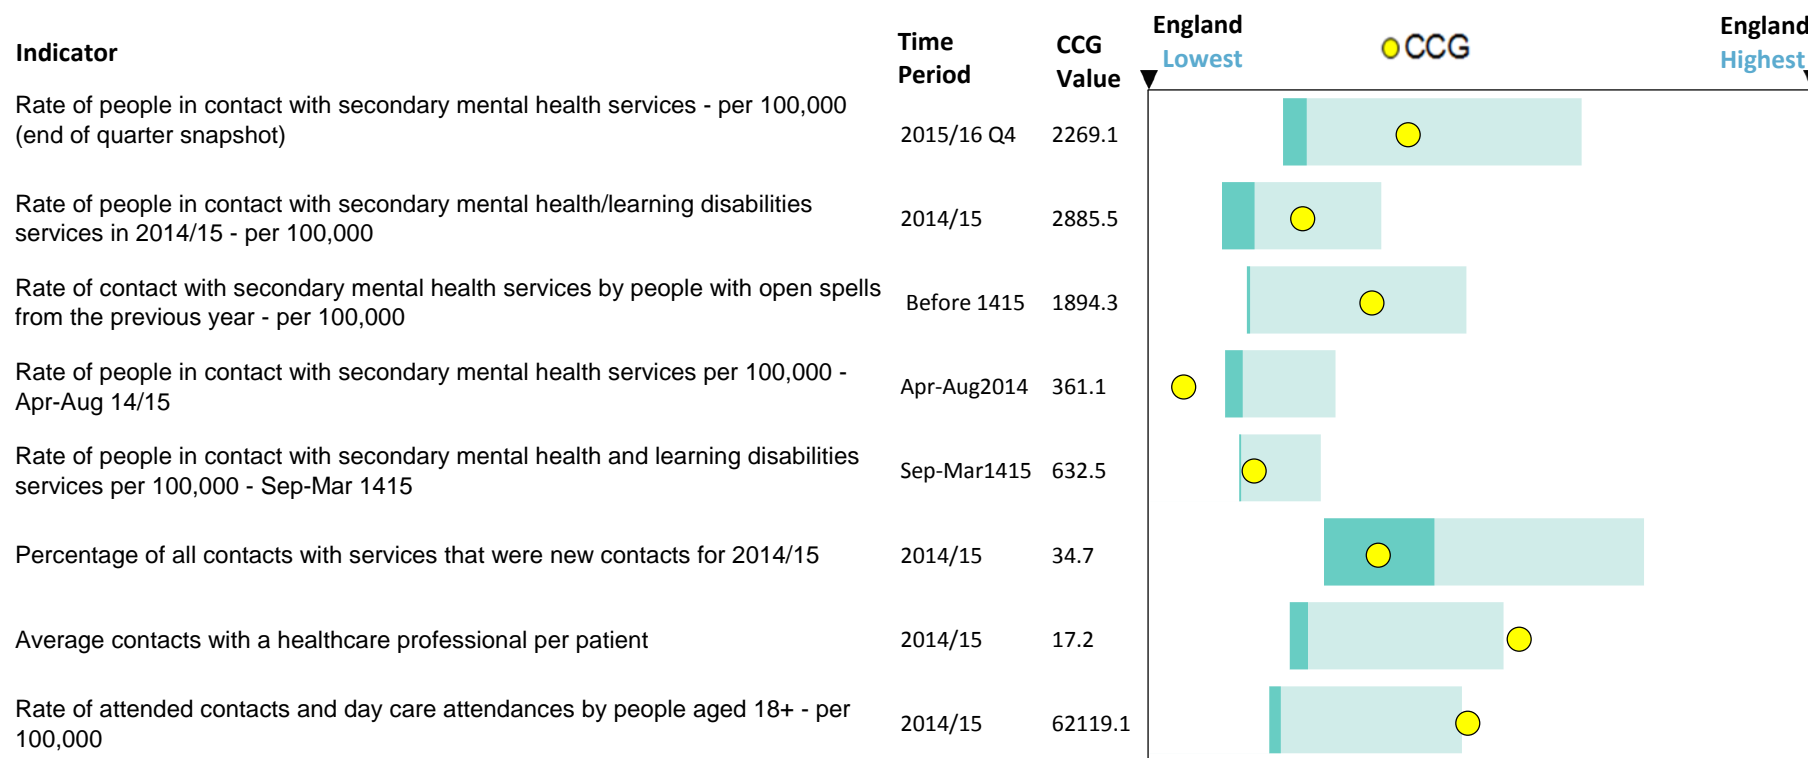 Indicator
Time Period
CCG Value
England Lowest
CCG
England Highest
Rate of people in contact with secondary mental health services - per 100,000
(end of quarter snapshot)
2015/16 Q4
2269.1
Rate of people in contact with secondary mental health/learning disabilities
services in 2014/15 - per 100,000
2014/15
2885.5
Rate of contact with secondary mental health services by people with open spells
from the previous year - per 100,000
Before 1415
1894.3
Rate of people in contact with secondary mental health services per 100,000 -
Apr-Aug 14/15
Apr-Aug2014
361.1
Rate of people in contact with secondary mental health and learning disabilities
services per 100,000 - Sep-Mar 1415
Sep-Mar1415
632.5
Percentage of all contacts with services that were new contacts for 2014/15
2014/15
34.7
Average contacts with a healthcare professional per patient
2014/15
17.2
Rate of attended contacts and day care attendances by people aged 18+ - per
100,000
2014/15
62119.1